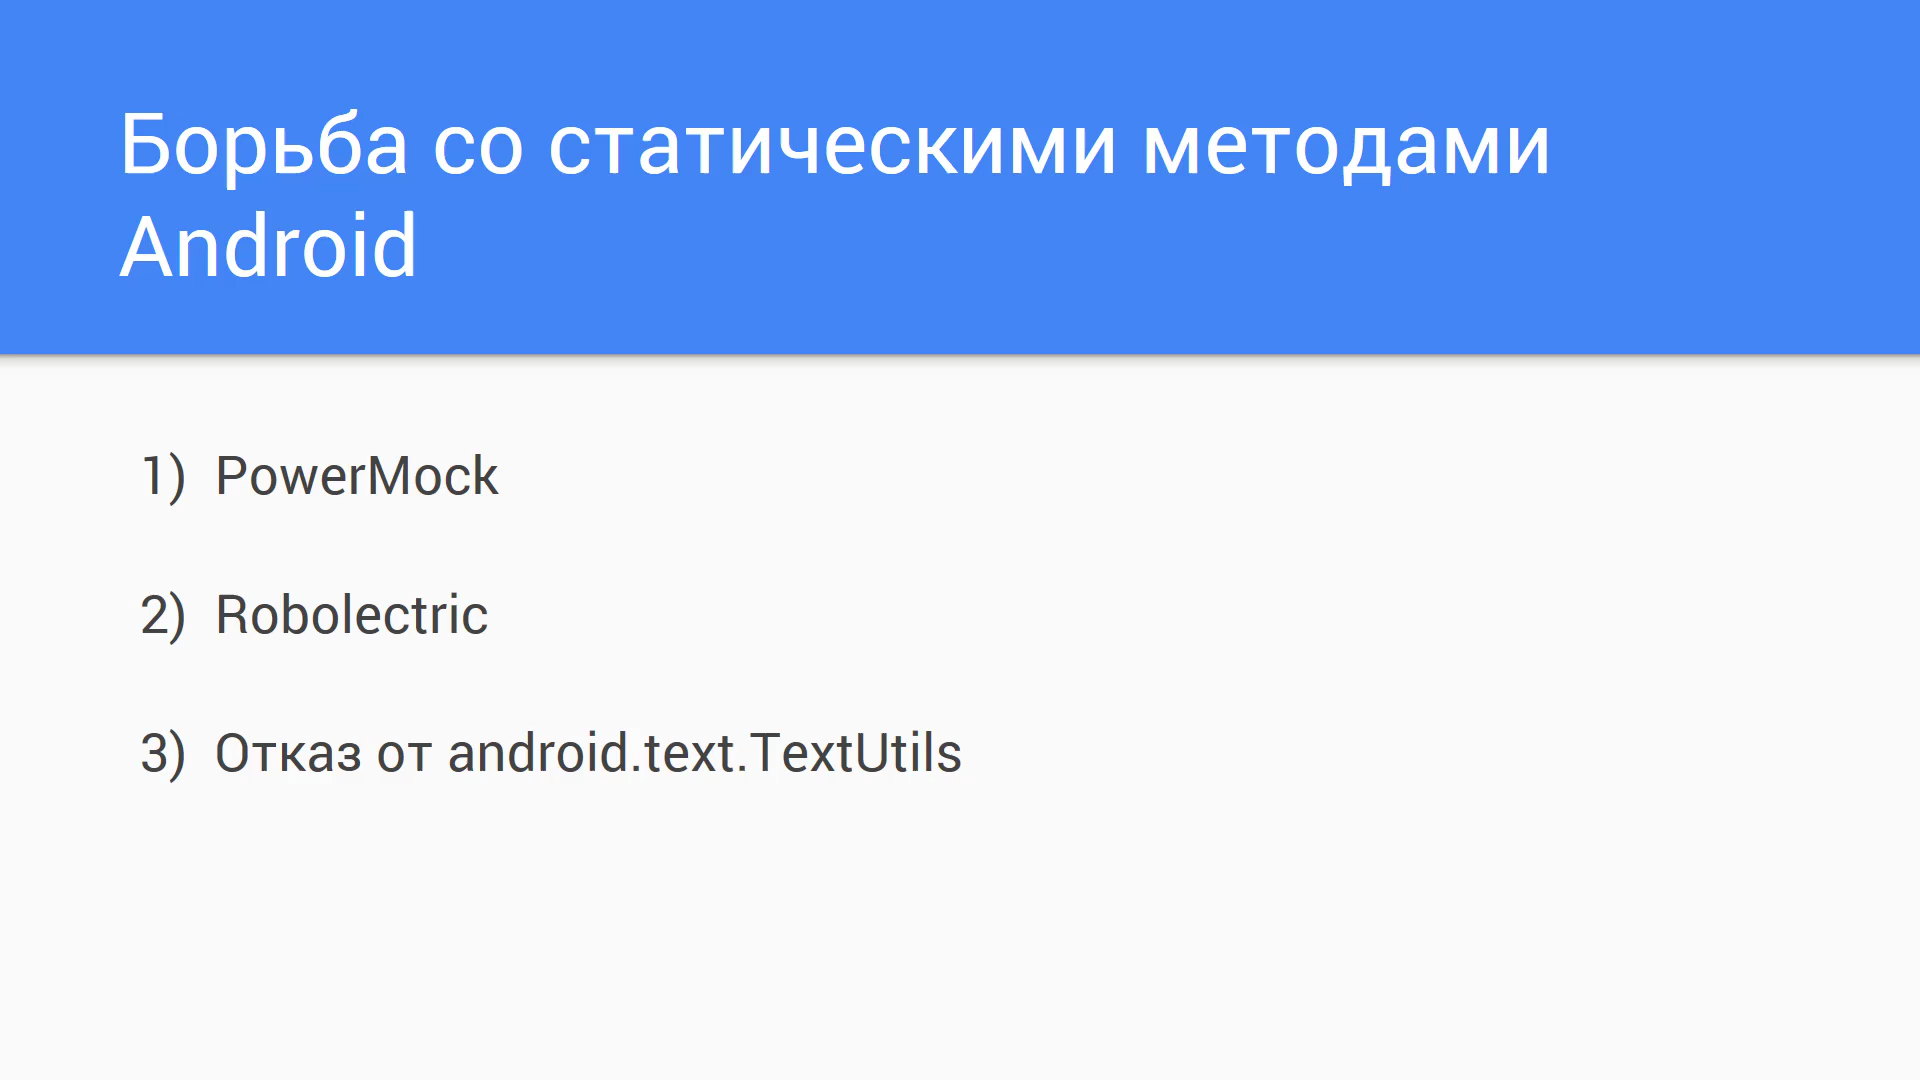 Борьба со статическими методами
Android
1) PowerMock
2) Robolectric
3) Отказ от android.text.TextUtils